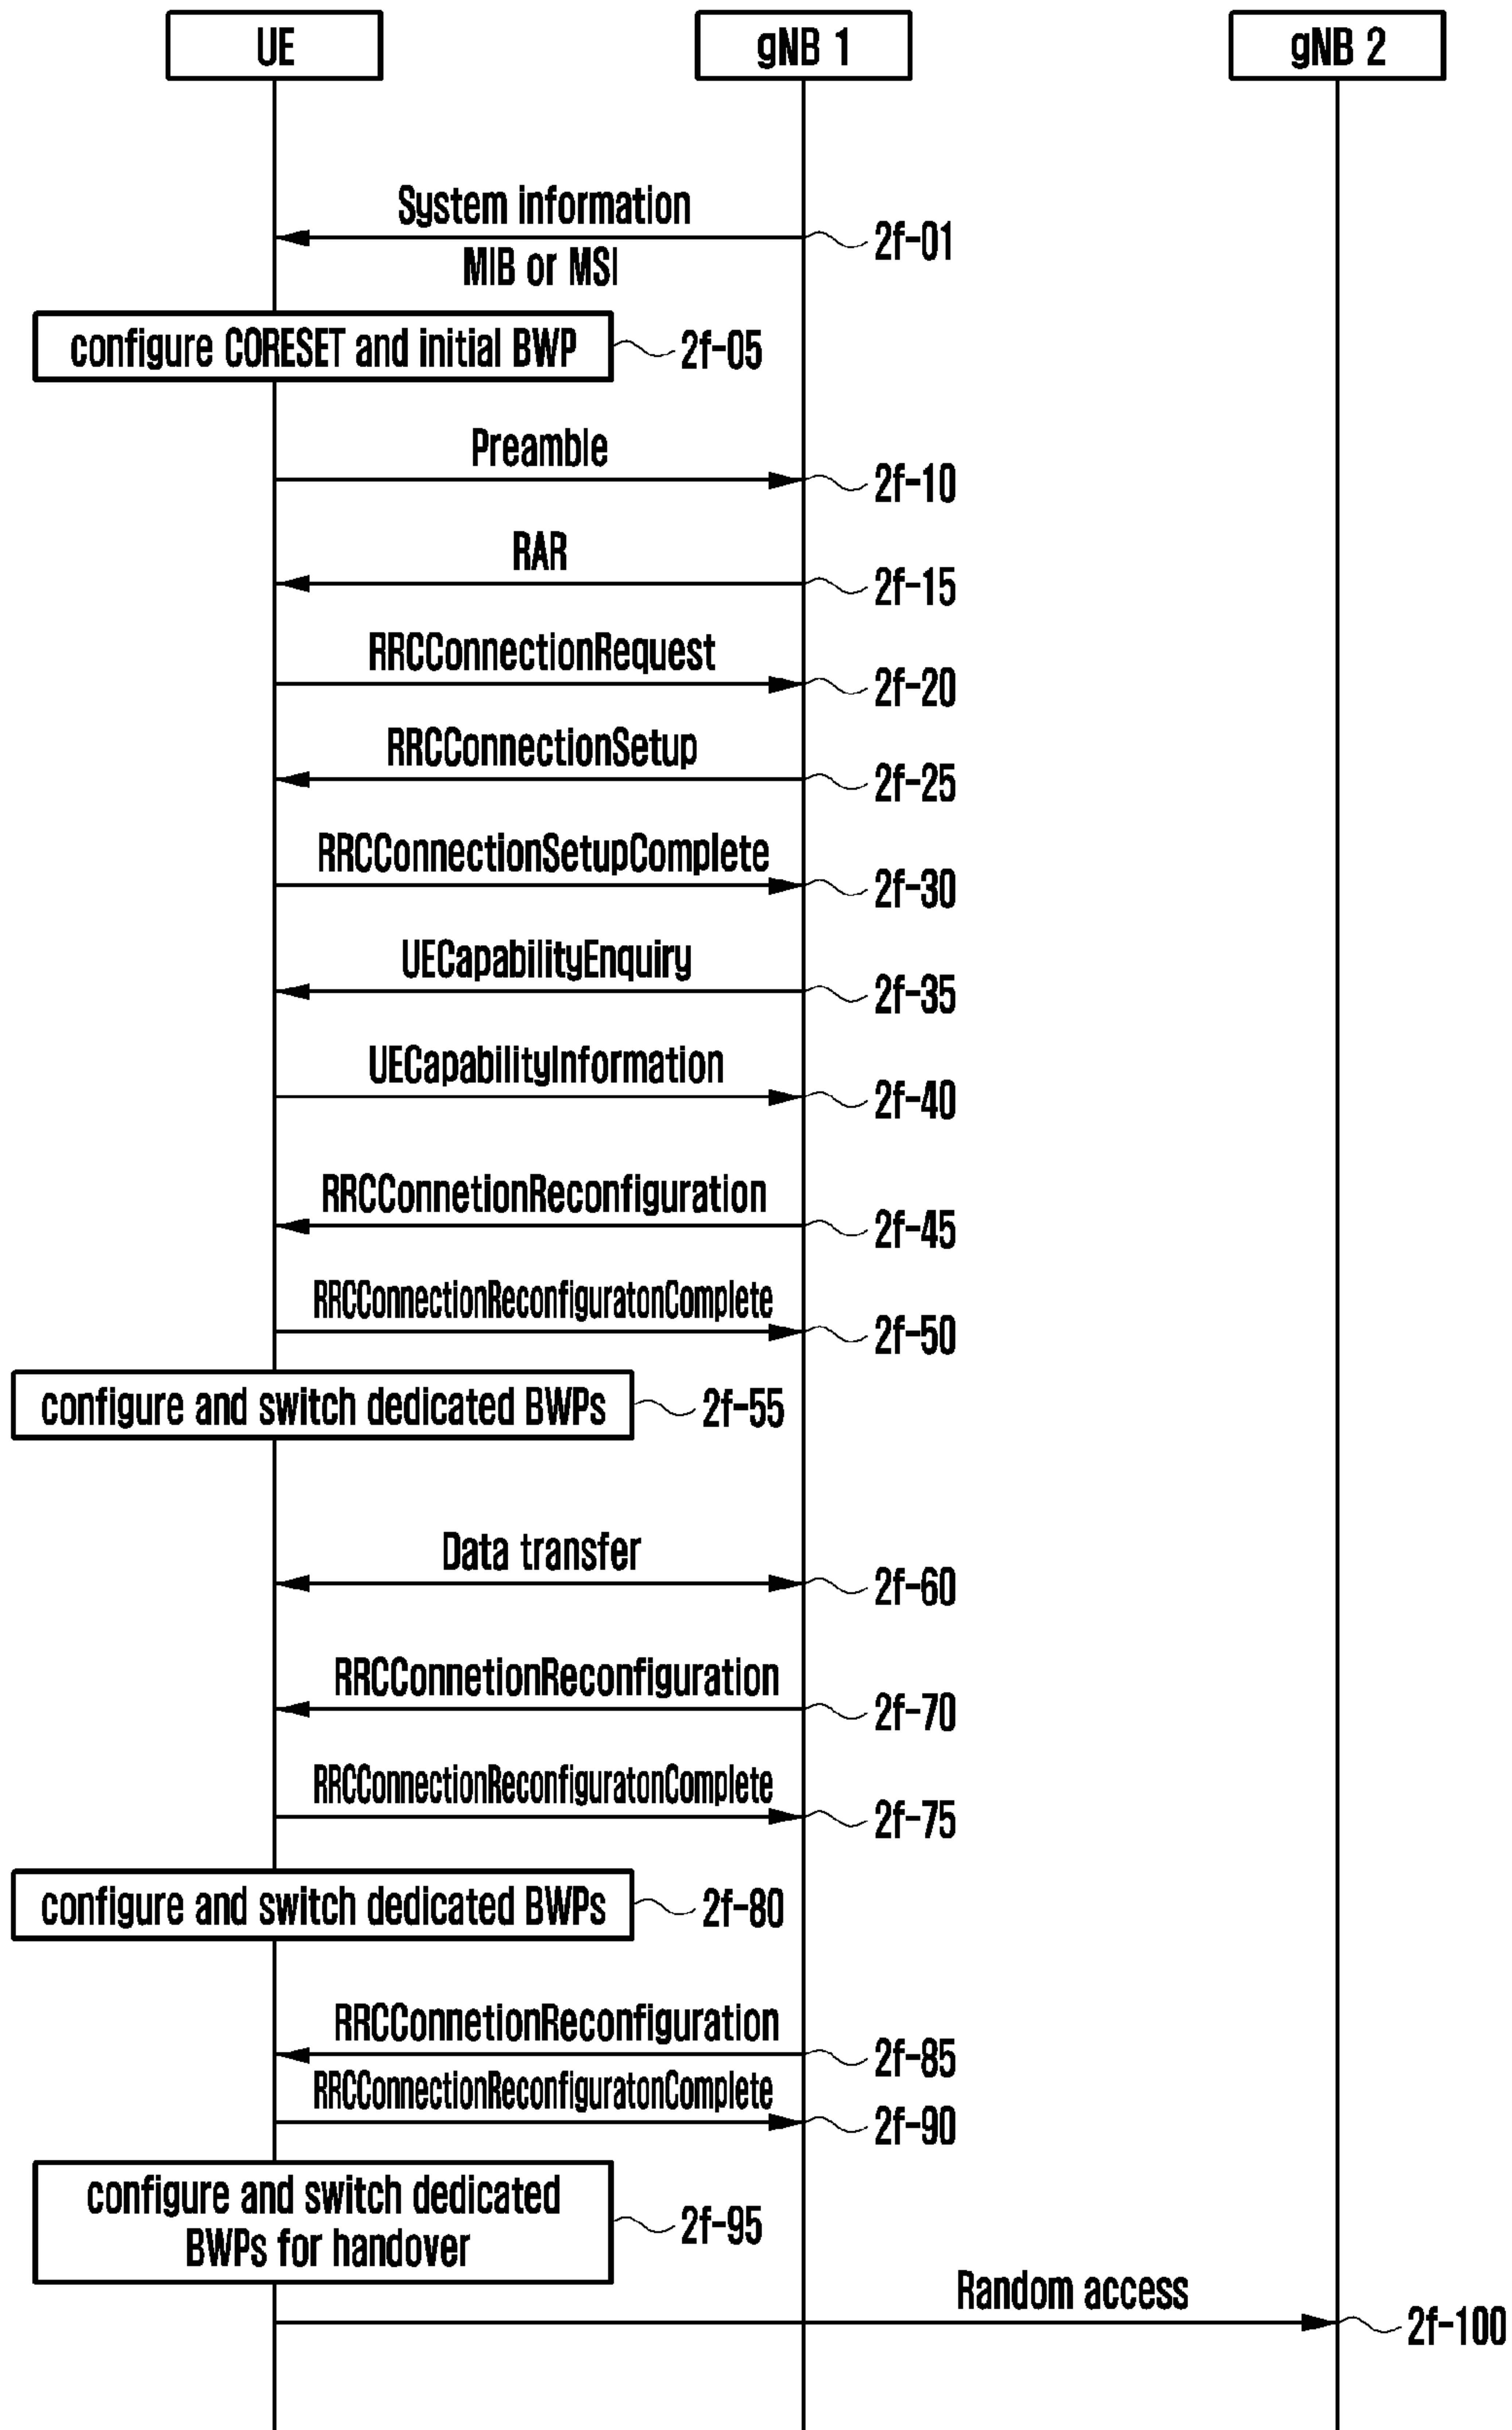 UE
gNB 1
gNB 2
System information
2f-01
MIB or MSI
configure CORESET and initial BWP
2f-05
Preamble
2f-10
RAR
2f-15
RRCConnectionRequest
2f-20
RRCConnectionSetup
2f-25
RRCConnectionSetupComplete
2f-30
UECapabilityEnquiry
2f-35
UECapabilityInformation
2f-40
RRCConnetionReconfiguration
2f-45
RRCConnectionReconfiguratonComplete
2f-50
configure and switch dedicated BWPs
2f-55
Data transfer
2f-60
RRCConnetionReconfiguration
2f-70
RRCConnectionReconfiguratonComplete
2f-75
configure and switch dedicated BWPs
2f-80
RRCConnetionReconfiguration
2f-85
RRCConnectionReconfiguratonComplete
2f-90
configure and switch dedicated
BWPs for handover
2f-95
Random access
2f-100